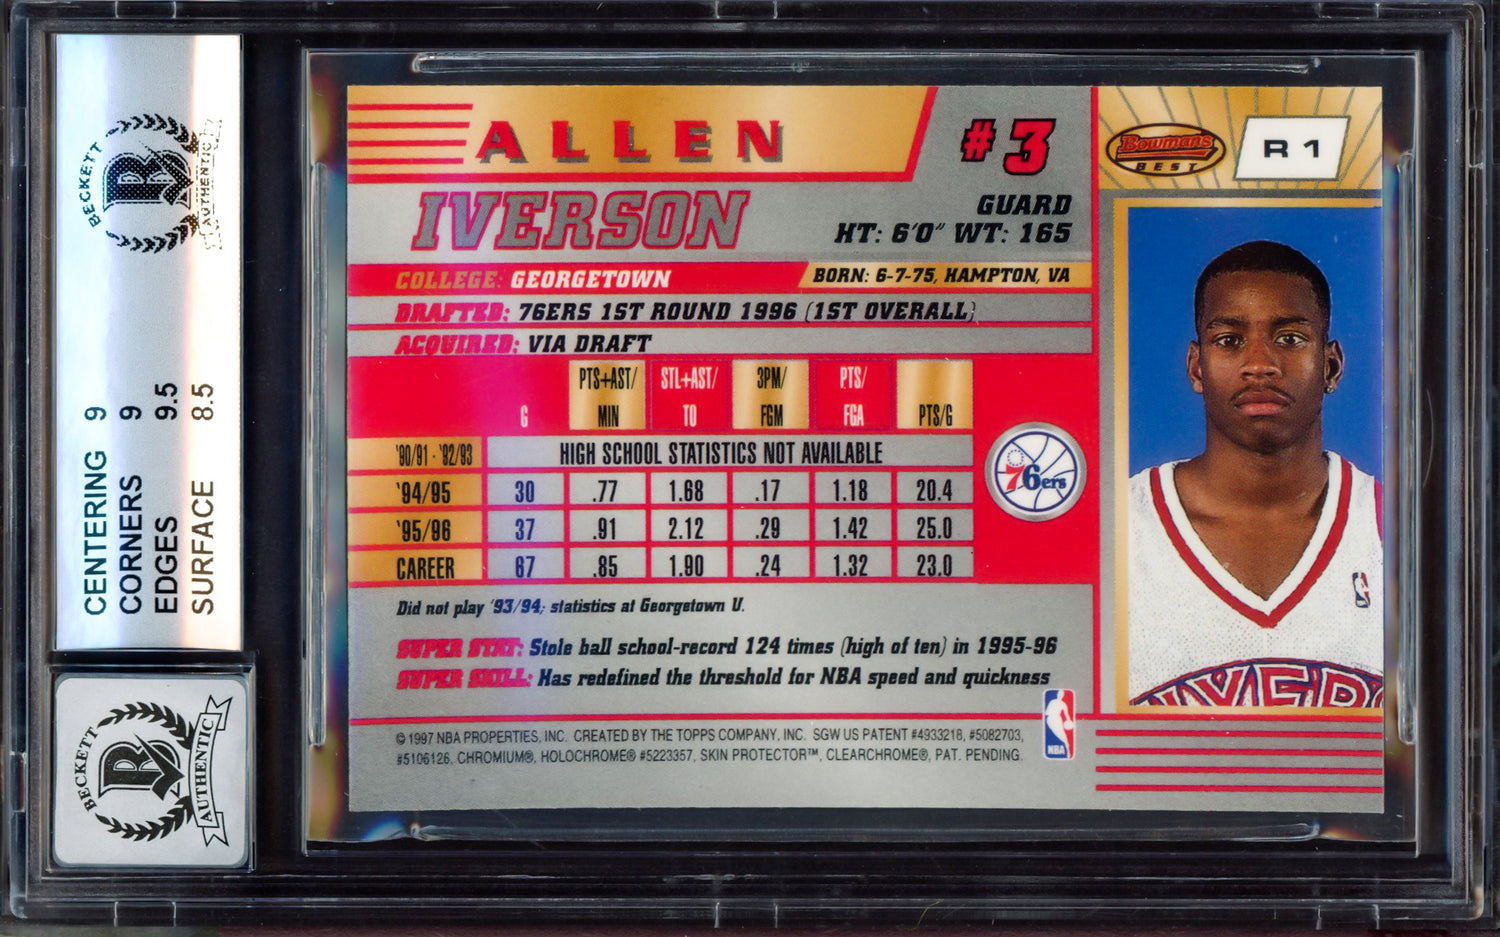 BECKETT
AUTHENTIC
CENTERING 9
CORNERS 9
EDGES 9.5
SURFACE 8.5
BECKETT
AUTHENTIC
ALLEN
IVERSON
#3
GUARD
HT: 6'0" WT: 165
Bowmans
BEST
R1
COLLEGE: GEORGETOWN
BORN: 6-7-75, HAMPTON, VA
DRAFTED: 76ERS 1ST ROUND 1996 (1ST OVERALL)
ACQUIRED: VIA DRAFT
G PTS+AST/ MIN STL+AST/ TO 3PM/ FGM PTS/ FGA PTS/G
'90/91 - '92/93 HIGH SCHOOL STATISTICS NOT AVAILABLE
'94/95 30 .77 1.68 .17 1.18 20.4
'95/96 37 .91 2.12 .29 1.42 25.0
CAREER 67 .85 1.90 .24 1.32 23.0
76ers
Did not play '93/94; statistics at Georgetown U.
SUPER STAT: Stole ball school-record 124 times (high of ten) in 1995-96
SUPER SKILL: Has redefined the threshold for NBA speed and quickness
© 1997 NBA PROPERTIES, INC. CREATED BY THE TOPPS COMPANY, INC. SGW US PATENT #4933218, #5082703,
#5106126, CHROMIUM®, HOLOCHROME® #5223357, SKIN PROTECTOR™, CLEARCHROME®, PAT. PENDING.
NBA
IVERS